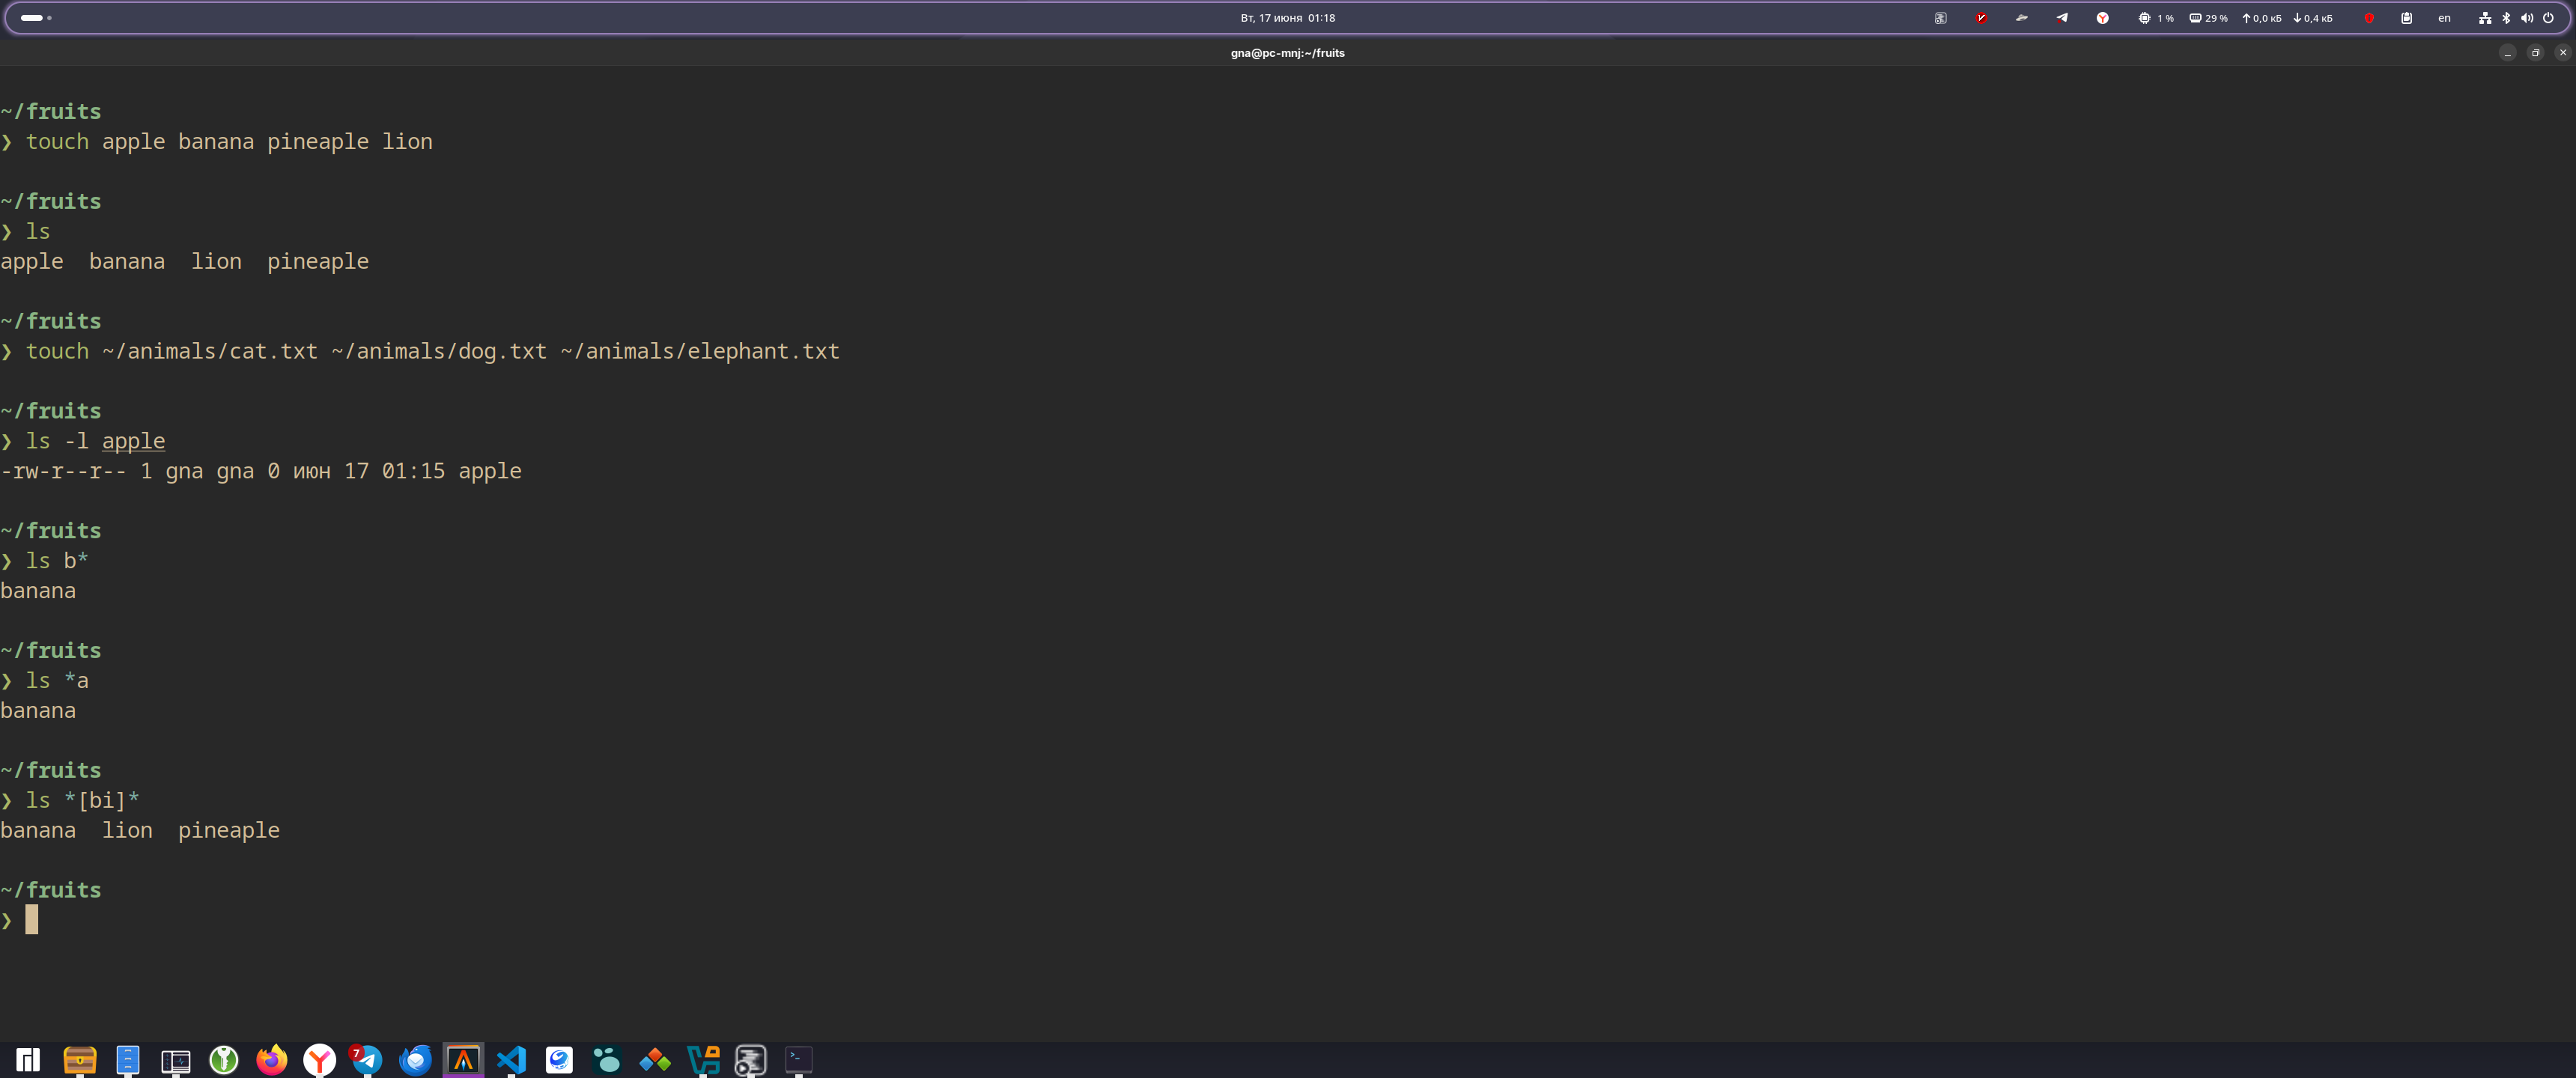 Вт, 17 июня 01:18
1 % 29 % 0,0 кБ 0,4 кБ en
gna@pc-mnj:~/fruits
~/fruits
❯ touch apple banana pineaple lion
~/fruits
❯ ls
apple  banana  lion  pineaple
~/fruits
❯ touch ~/animals/cat.txt ~/animals/dog.txt ~/animals/elephant.txt
~/fruits
❯ ls -l apple
-rw-r--r-- 1 gna gna 0 июн 17 01:15 apple
~/fruits
❯ ls b*
banana
~/fruits
❯ ls *a
banana
~/fruits
❯ ls *[bi]*
banana  lion  pineaple
~/fruits
❯
7